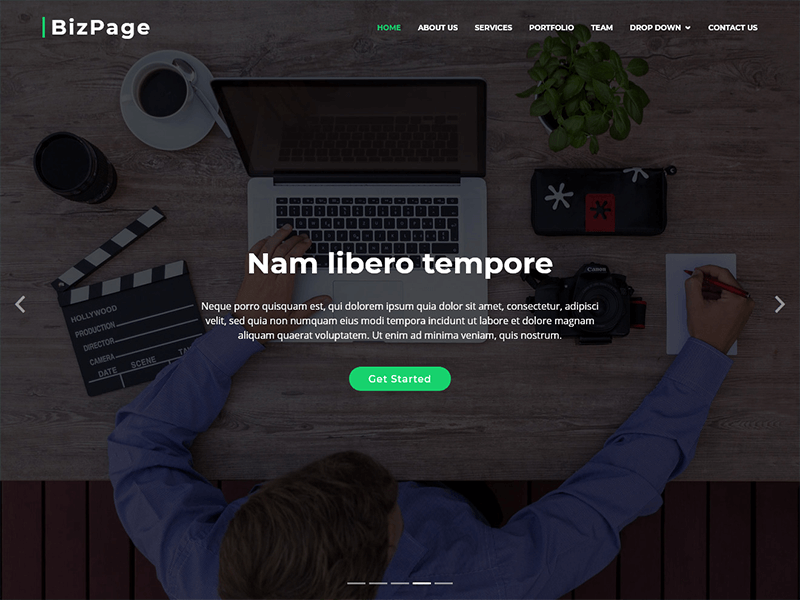 BizPage
HOME ABOUT US SERVICES PORTFOLIO TEAM DROP DOWN CONTACT US
HOLLYWOOD
PRODUCTION
DIRECTOR
CAMERA
DATE SCENE
Canon
Nam libero tempore
Neque porro quisquam est, qui dolorem ipsum quia dolor sit amet, consectetur, adipisci
velit, sed quia non numquam eius modi tempora incidunt ut labore et dolore magnam
aliquam quaerat voluptatem. Ut enim ad minima veniam, quis nostrum.
Get Started